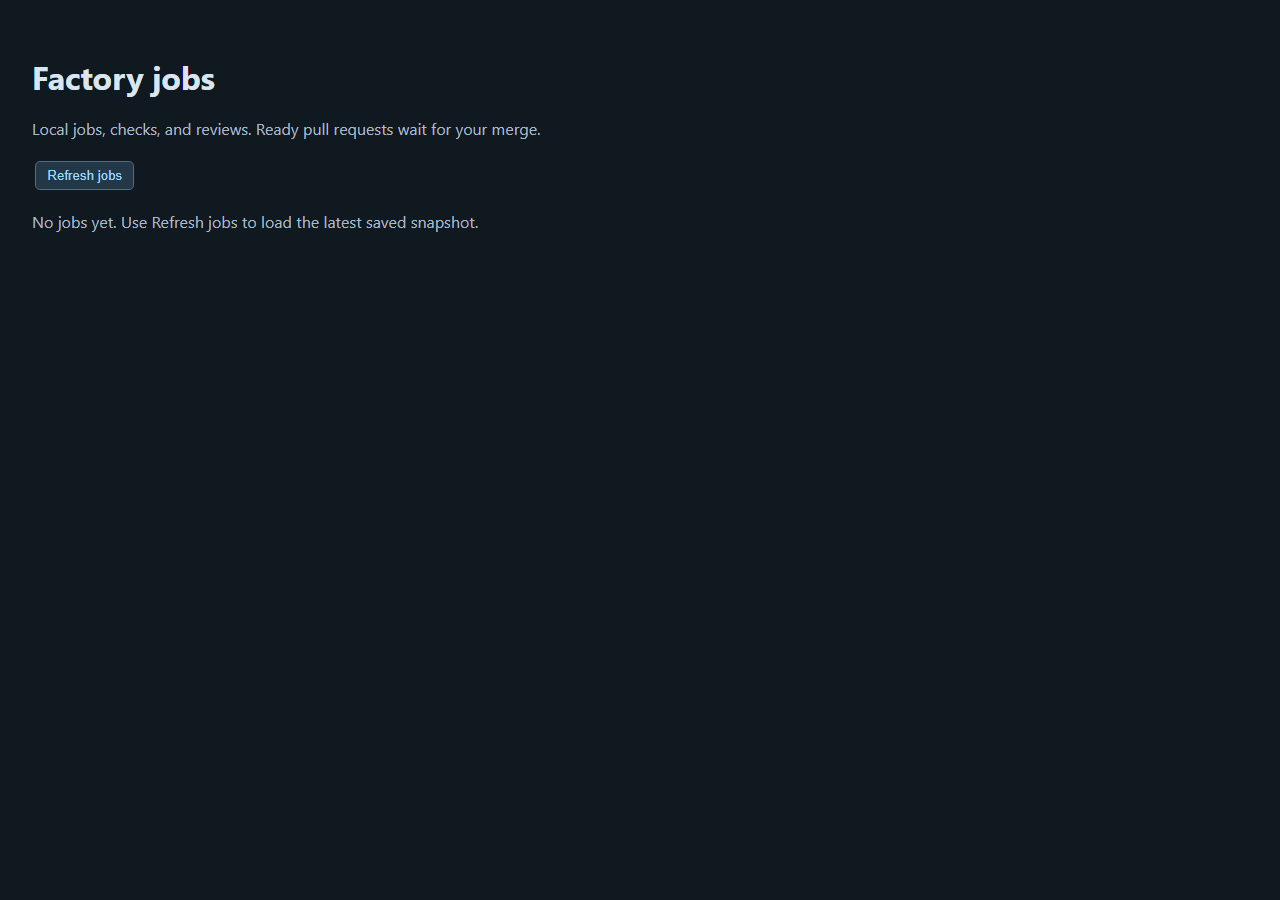 Factory jobs
Local jobs, checks, and reviews. Ready pull requests wait for your merge.
Refresh jobs
No jobs yet. Use Refresh jobs to load the latest saved snapshot.